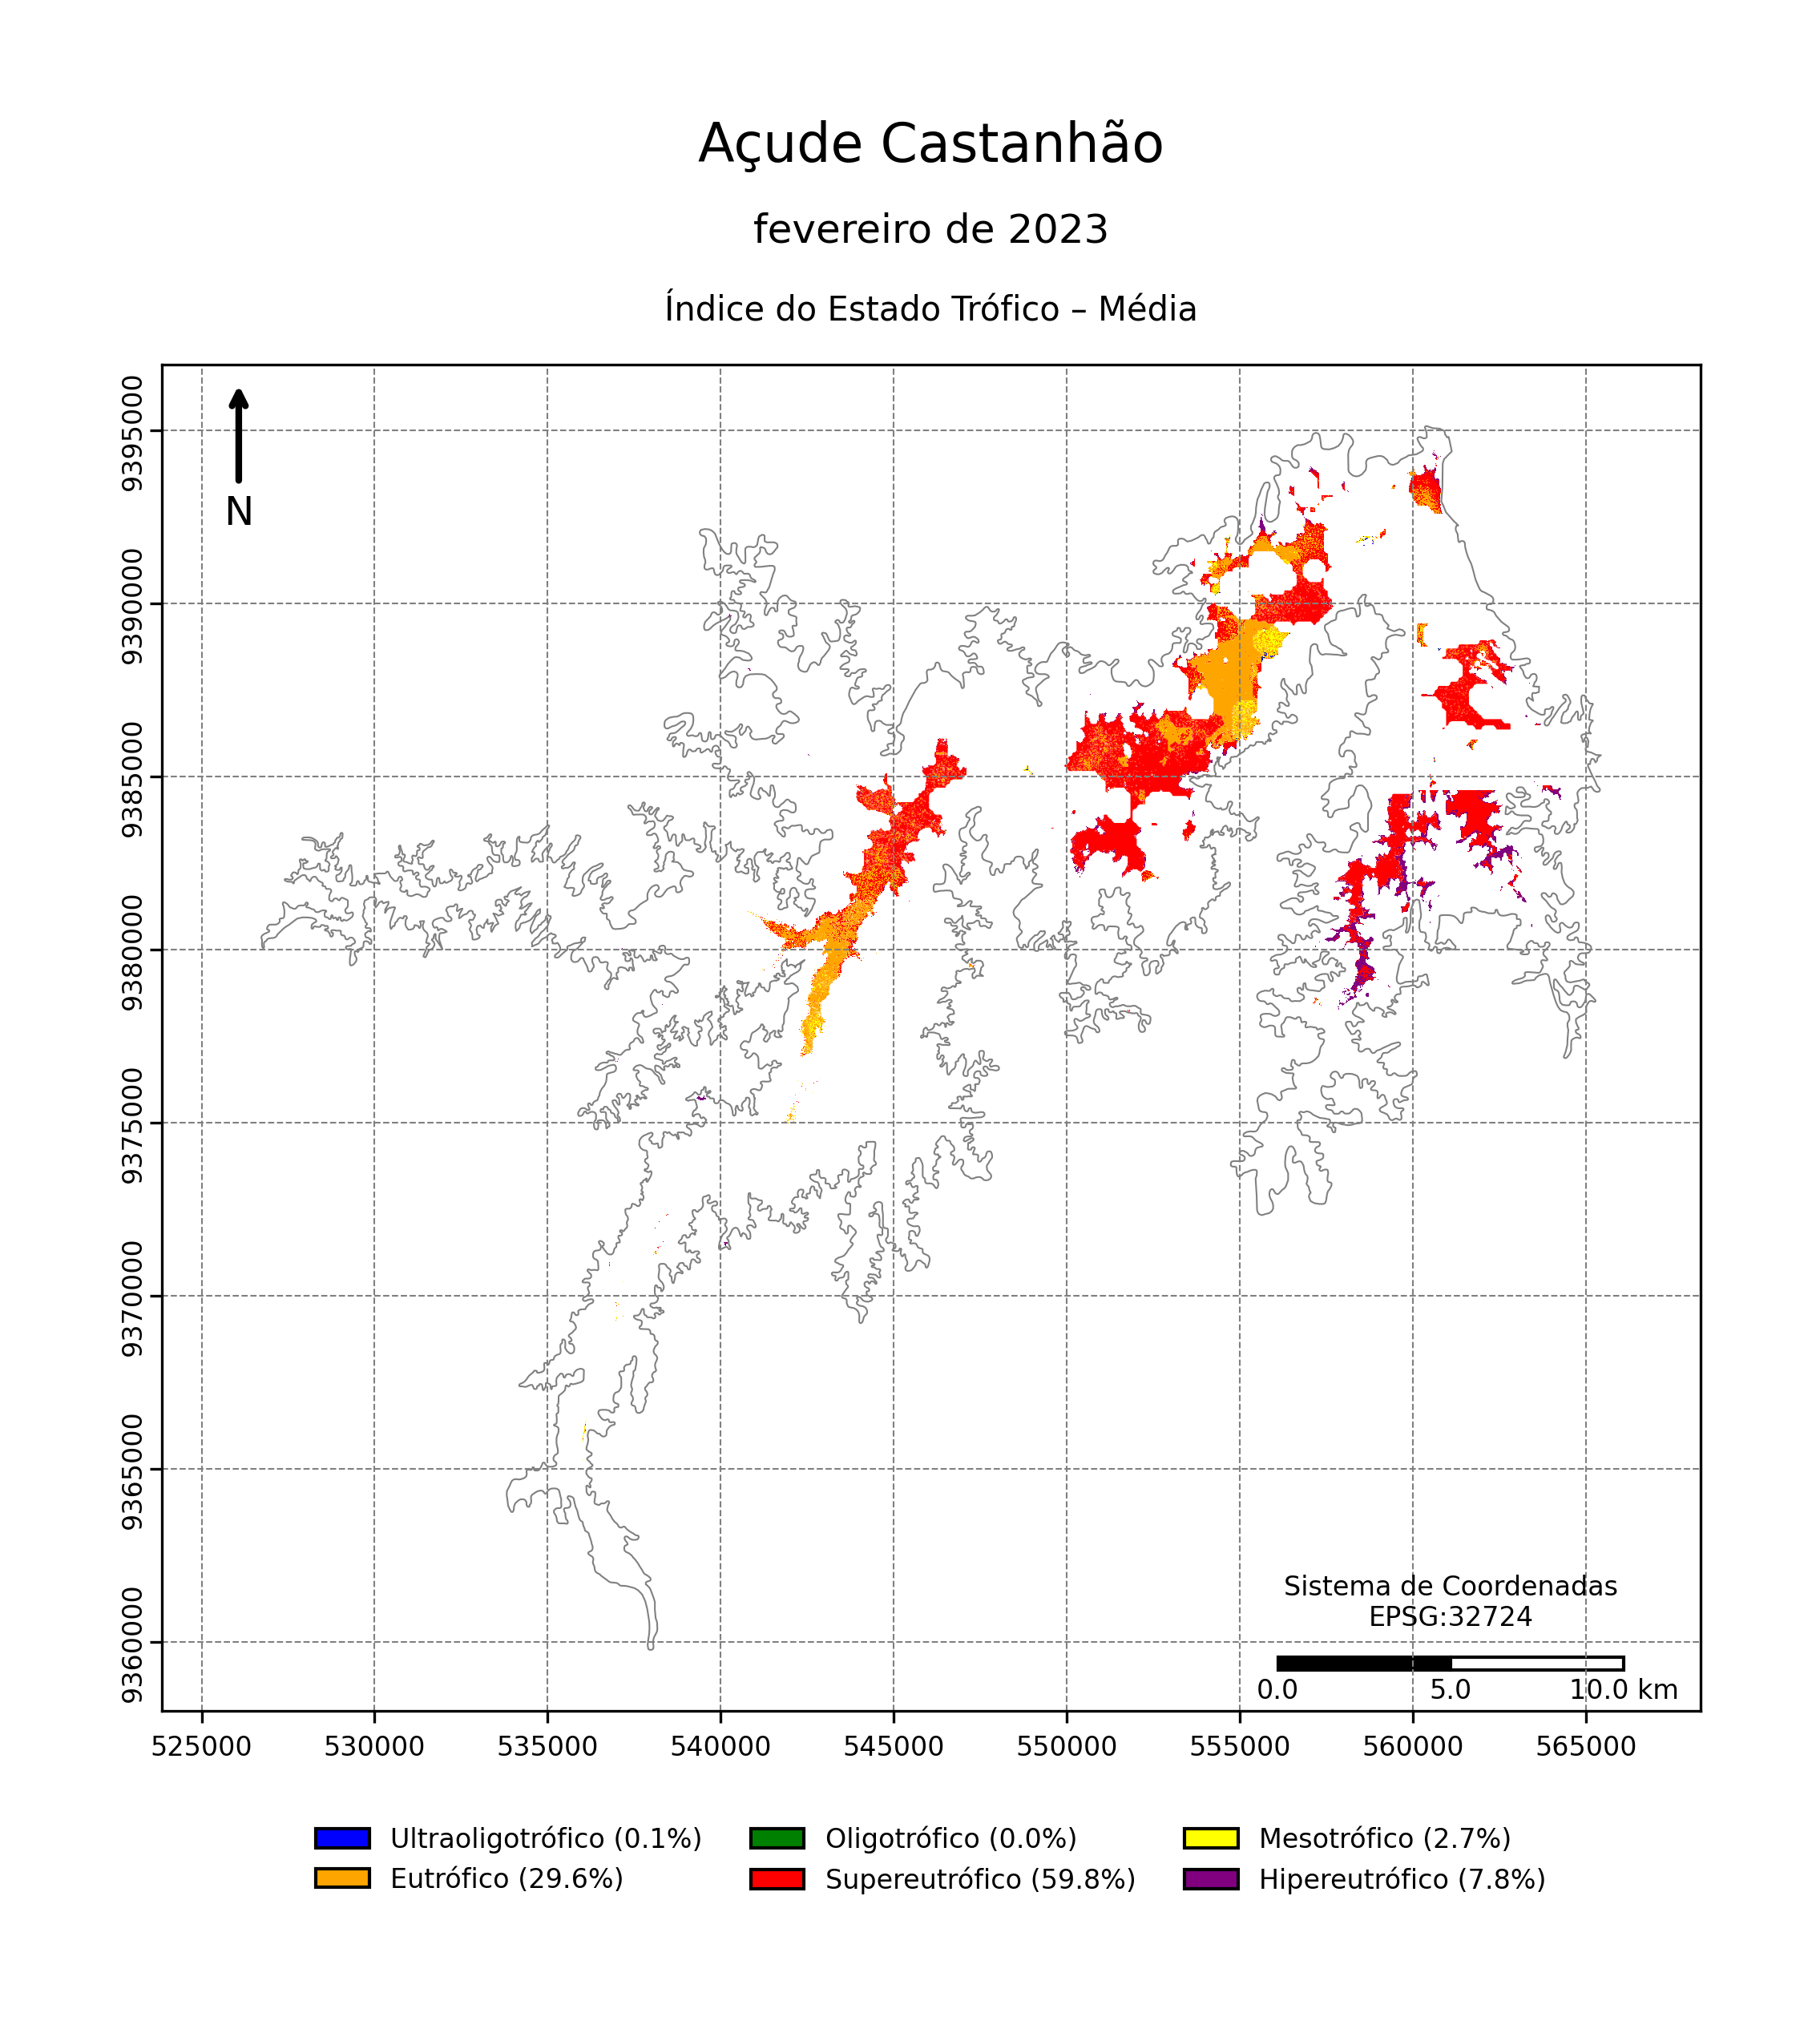 Açude Castanhão
fevereiro de 2023
Índice do Estado Trófico – Média
9395000
9390000
9385000
9380000
9375000
9370000
9365000
9360000
N
Sistema de Coordenadas
EPSG:32724
0.0 5.0 10.0 km
525000 530000 535000 540000 545000 550000 555000 560000 565000
Ultraoligotrófico (0.1%) Oligotrófico (0.0%) Mesotrófico (2.7%)
Eutrófico (29.6%) Supereutrófico (59.8%) Hipereutrófico (7.8%)